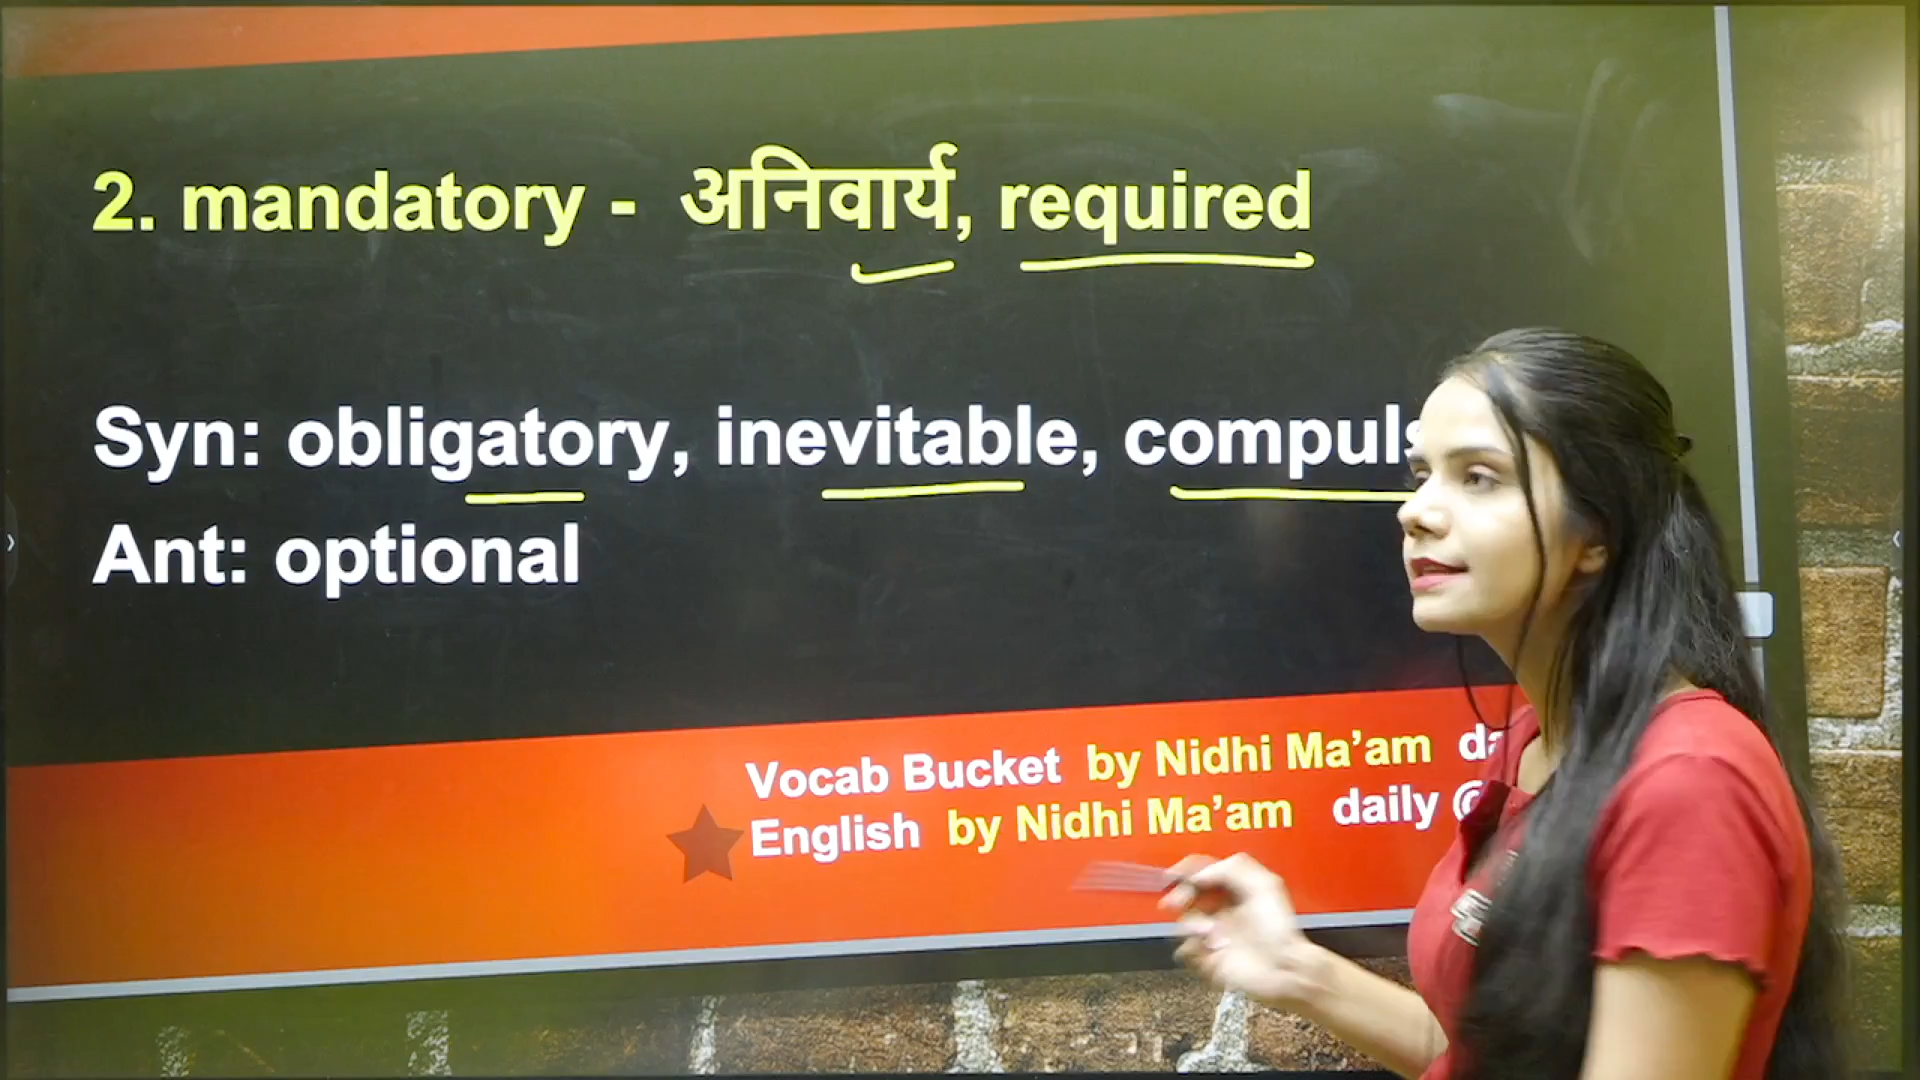 2. mandatory - अनिवार्य, required
Syn: obligatory, inevitable,
Ant: optional
Vocab Bucket by Nidhi Ma’am
English by Nidhi Ma’am daily @